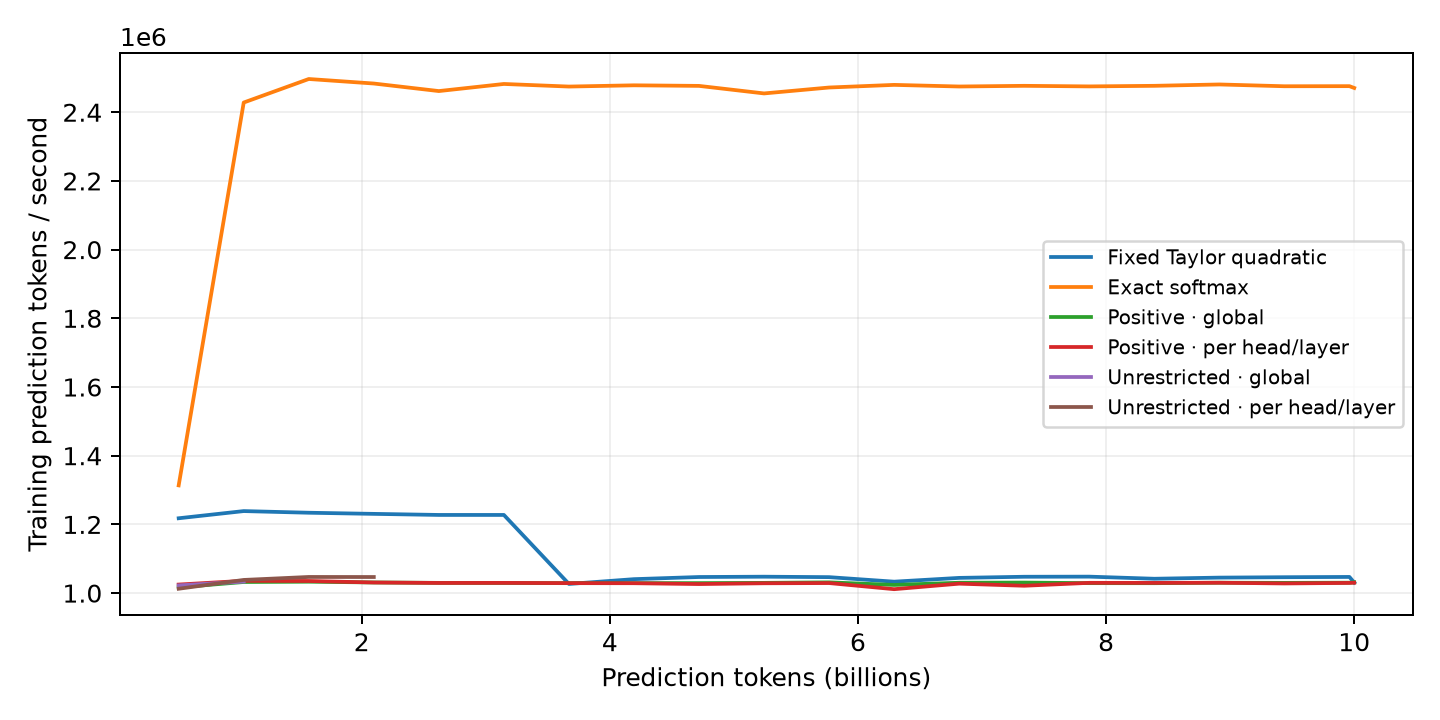 1e6
Training prediction tokens / second
2.4
2.2
2.0
1.8
1.6
1.4
1.2
1.0
Fixed Taylor quadratic
Exact softmax
Positive · global
Positive · per head/layer
Unrestricted · global
Unrestricted · per head/layer
2
4
6
8
10
Prediction tokens (billions)